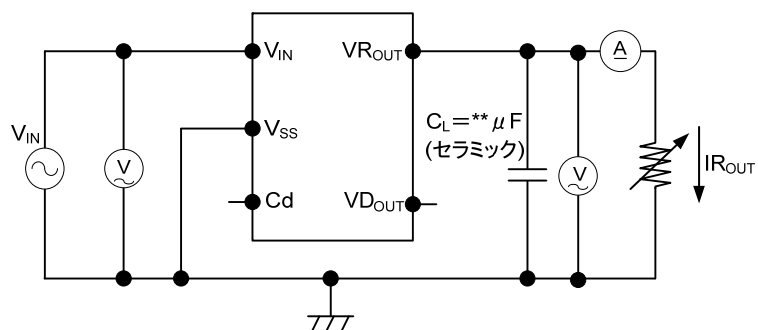 VIN
VROUT
A
CL=** μF
(セラミック)
VIN
VSS
V
V
IROUT
Cd
VDOUT